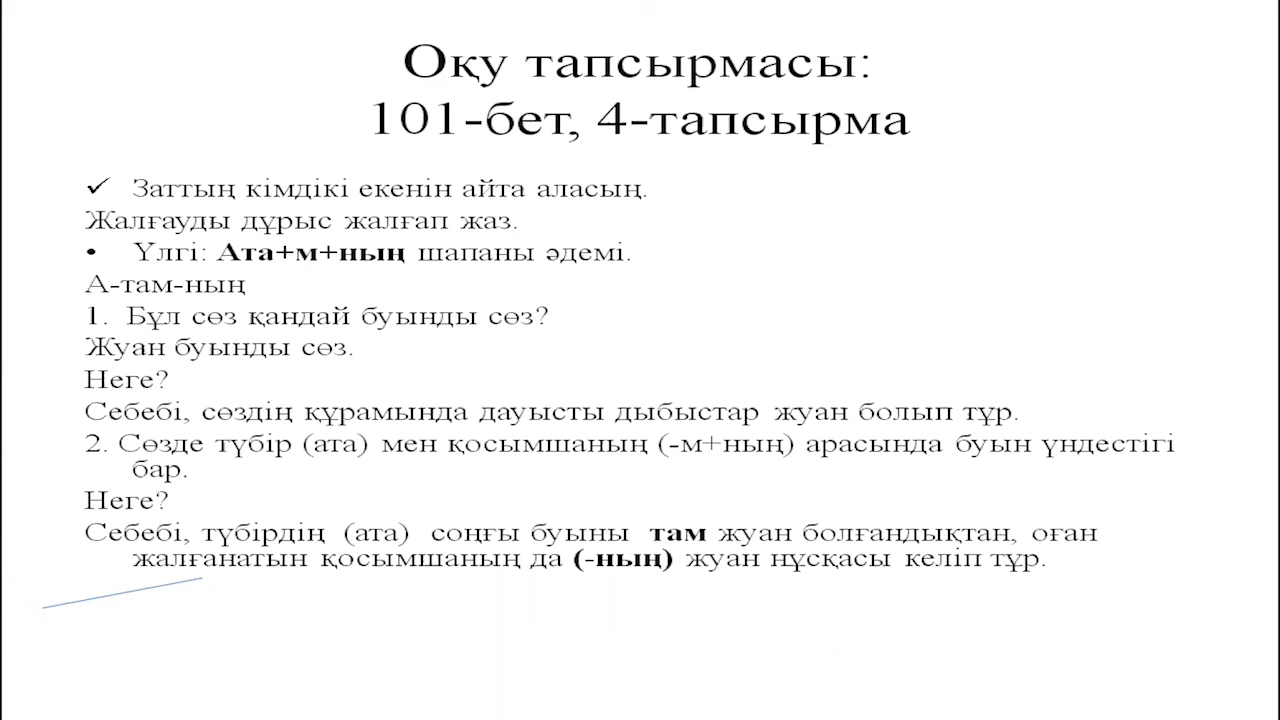 Оқу тапсырмасы:
101-бет, 4-тапсырма
✓ Заттың кімдікі екенін айта аласың.
Жалғауды дұрыс жалғап жаз.
• Үлгі: Ата+м+ның шапаны әдемі.
А-там-ның
1. Бұл сөз қандай буынды сөз?
Жуан буынды сөз.
Неге?
Себебі, сөздің құрамында дауысты дыбыстар жуан болып тұр.
2. Сөзде түбір (ата) мен қосымшаның (-м+ның) арасында буын үндестігі
бар.
Неге?
Себебі, түбірдің (ата) соңғы буыны там жуан болғандықтан, оған
жалғанатын қосымшаның да (-ның) жуан нұсқасы келіп тұр.